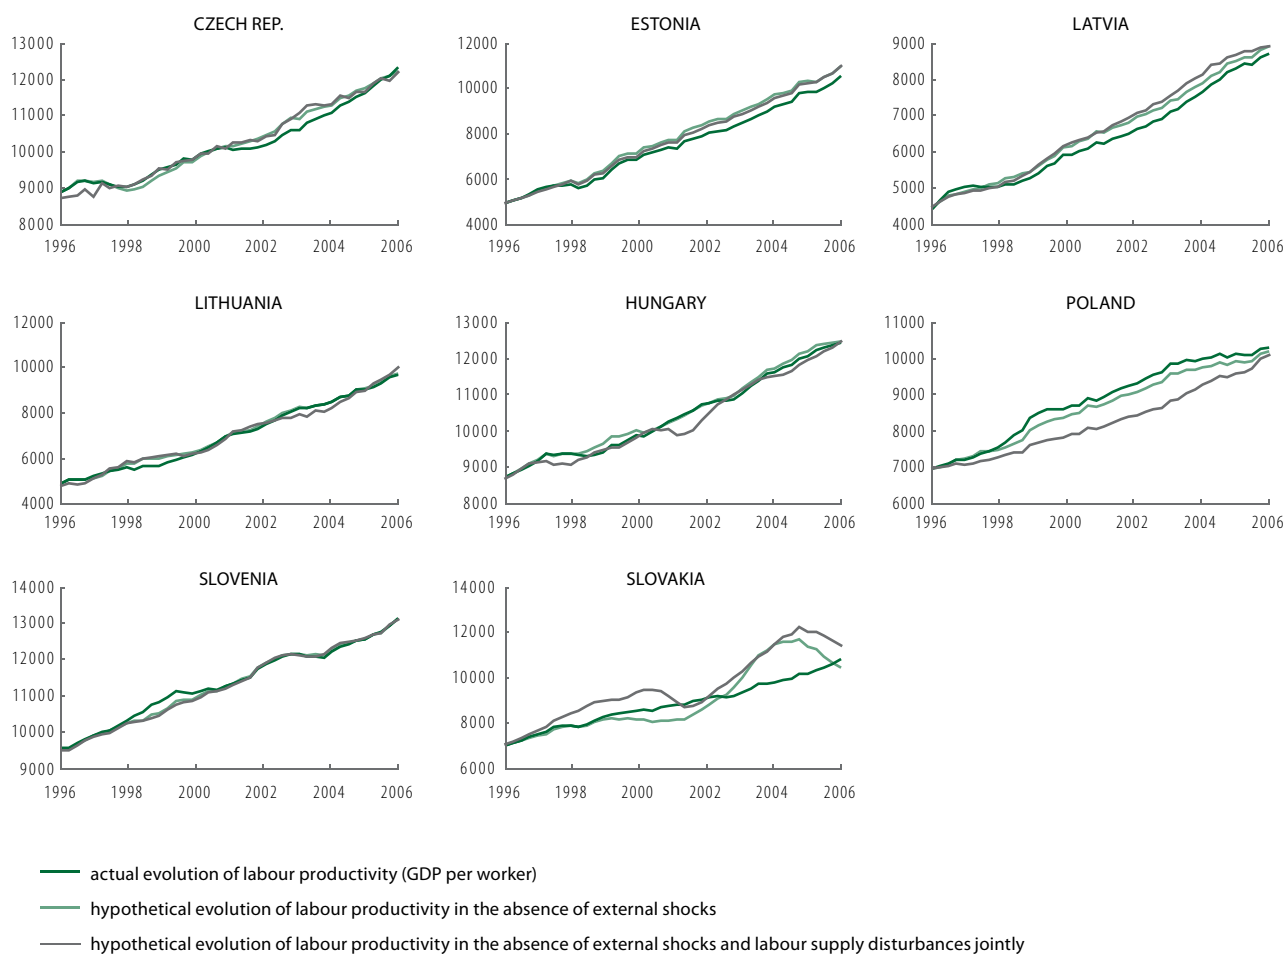 CZECH REP.
13000
12000
11000
10000
9000
8000
1996 1998 2000 2002 2004 2006
ESTONIA
12000
10000
8000
6000
4000
1996 1998 2000 2002 2004 2006
LATVIA
9000
8000
7000
6000
5000
4000
1996 1998 2000 2002 2004 2006
LITHUANIA
12000
10000
8000
6000
4000
1996 1998 2000 2002 2004 2006
HUNGARY
13000
12000
11000
10000
9000
8000
1996 1998 2000 2002 2004 2006
POLAND
11000
10000
9000
8000
7000
6000
1996 1998 2000 2002 2004 2006
SLOVENIA
14000
13000
12000
11000
10000
9000
1996 1998 2000 2002 2004 2006
SLOVAKIA
14000
12000
10000
8000
6000
1996 1998 2000 2002 2004 2006
actual evolution of labour productivity (GDP per worker)
hypothetical evolution of labour productivity in the absence of external shocks
hypothetical evolution of labour productivity in the absence of external shocks and labour supply disturbances jointly